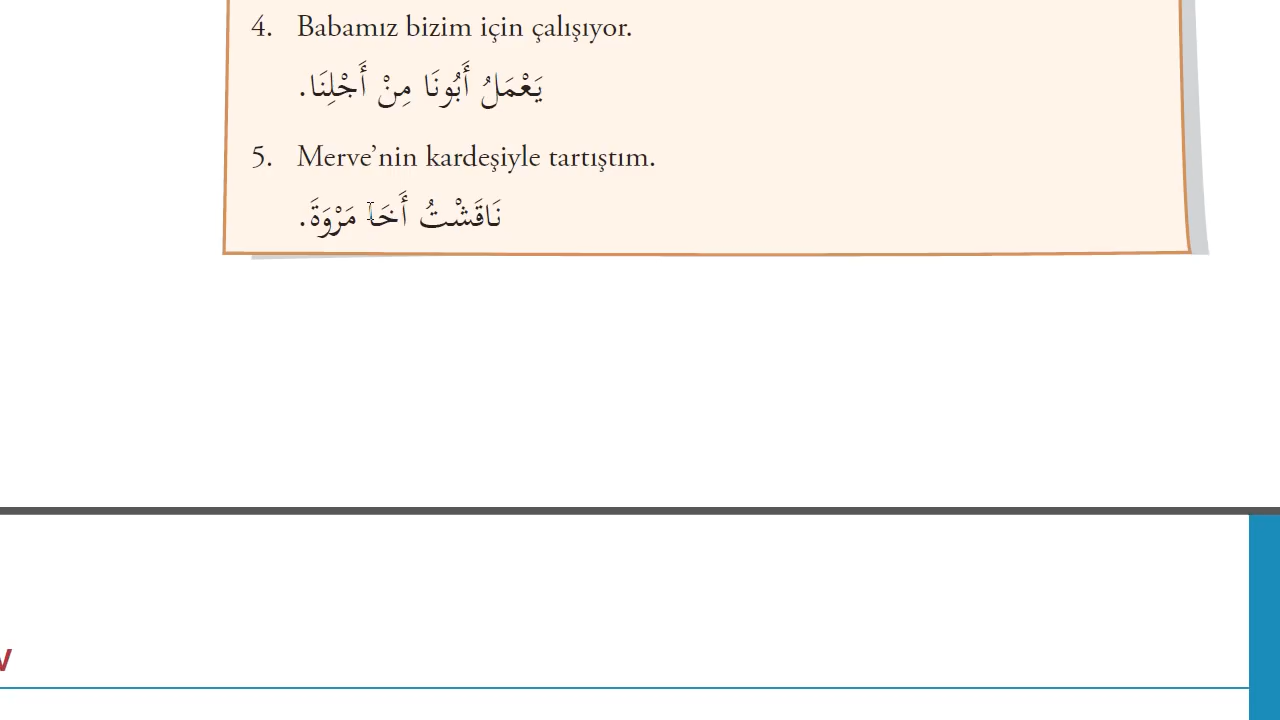 4. Babamız bizim için çalışıyor.
يَعْمَلُ أَبُونَا مِنْ أَجْلِنَا.
5. Merve’nin kardeşiyle tartıştım.
نَاقَشْتُ أَخَا مَرْوَةَ.